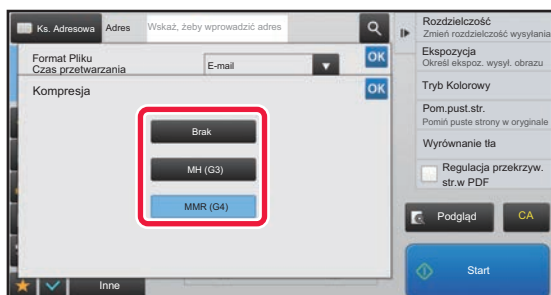 Ks. Adresowa
Adres
Wskaż, żeby wprowadzić adres
Format Pliku
Czas przetwarzania
E-mail
OK
Kompresja
OK
Brak
MH (G3)
MMR (G4)
Inne
Rozdzielczość
Zmień rozdzielczość wysyłania
Ekspozycja
Określ ekspoz. wysył. obrazu
Tryb Kolorowy
Pom.pust.str.
Pomiń puste strony w oryginale
Wyrównanie tła
Regulacja przekrzyw.
str.w PDF
Podgląd
CA
Start